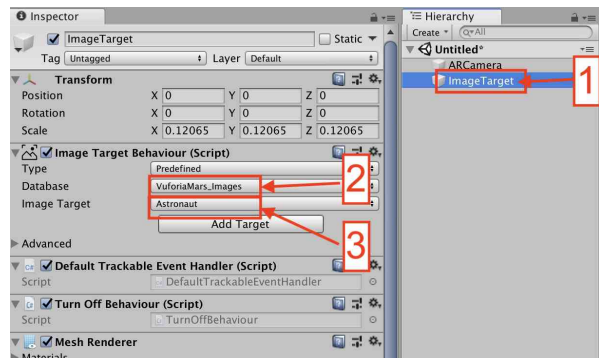 Inspector
ImageTarget
Static
Tag Untagged Layer Default
Transform
Position X 0 Y 0 Z 0
Rotation X 0 Y 0 Z 0
Scale X 0.12065 Y 0.12065 Z 0.12065
Image Target Behaviour (Script)
Type Predefined
Database VuforiaMars_Images
Image Target Astronaut
Add Target
Advanced
Default Trackable Event Handler (Script)
Script DefaultTrackableEventHandler
Turn Off Behaviour (Script)
Script TurnOffBehaviour
Mesh Renderer
Materials
2
3
Hierarchy
Create All
Untitled*
ARCamera
ImageTarget
1